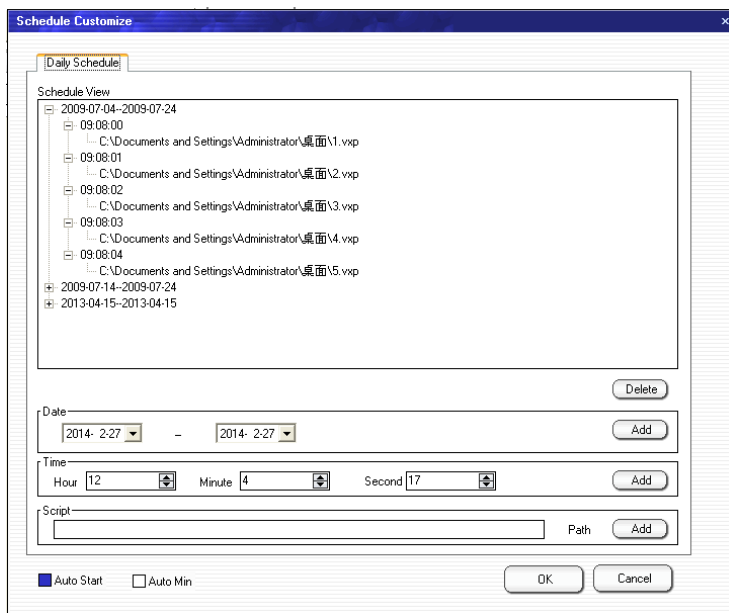 Schedule Customize
Daily Schedule
Schedule View
2009-07-04--2009-07-24
09:08:00
C:\Documents and Settings\Administrator\桌面\1.vxp
09:08:01
C:\Documents and Settings\Administrator\桌面\2.vxp
09:08:02
C:\Documents and Settings\Administrator\桌面\3.vxp
09:08:03
C:\Documents and Settings\Administrator\桌面\4.vxp
09:08:04
C:\Documents and Settings\Administrator\桌面\5.vxp
2009-07-14--2009-07-24
2013-04-15--2013-04-15
Delete
Date
2014- 2-27 – 2014- 2-27 Add
Time
Hour 12 Minute 4 Second 17 Add
Script
Path Add
Auto Start Auto Min OK Cancel